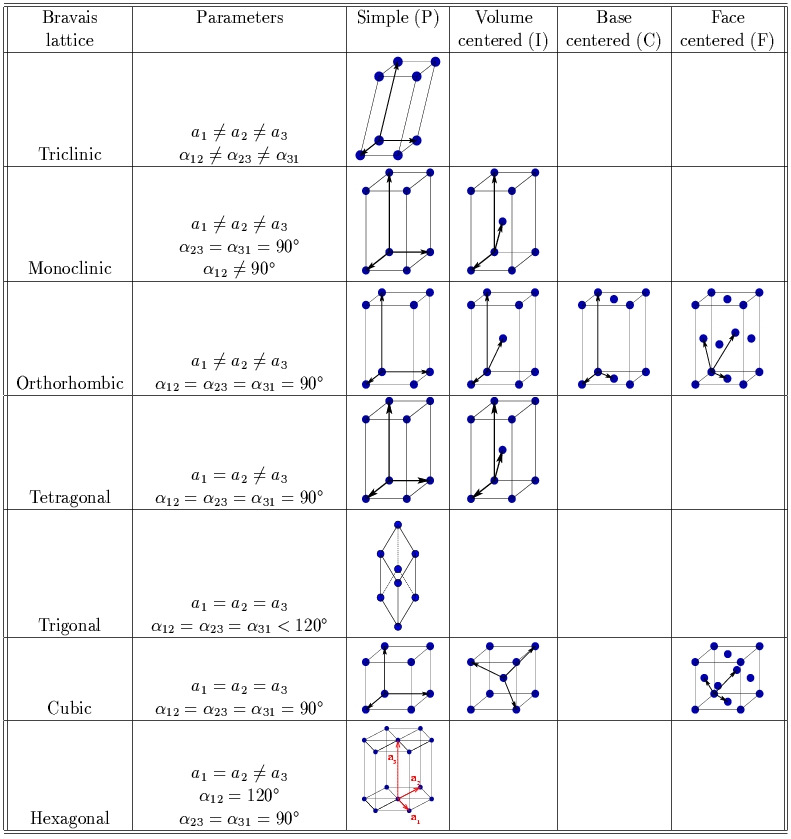 Bravais lattice
Parameters
Simple (P)
Volume centered (I)
Base centered (C)
Face centered (F)
Triclinic
a₁ ≠ a₂ ≠ a₃
α₁₂ ≠ α₂₃ ≠ α₃₁
Monoclinic
a₁ ≠ a₂ ≠ a₃
α₂₃ = α₃₁ = 90°
α₁₂ ≠ 90°
Orthorhombic
a₁ ≠ a₂ ≠ a₃
α₁₂ = α₂₃ = α₃₁ = 90°
Tetragonal
a₁ = a₂ ≠ a₃
α₁₂ = α₂₃ = α₃₁ = 90°
Trigonal
a₁ = a₂ = a₃
α₁₂ = α₂₃ = α₃₁ < 120°
Cubic
a₁ = a₂ = a₃
α₁₂ = α₂₃ = α₃₁ = 90°
Hexagonal
a₁ = a₂ ≠ a₃
α₁₂ = 120°
α₂₃ = α₃₁ = 90°
a₃
a₂
a₁